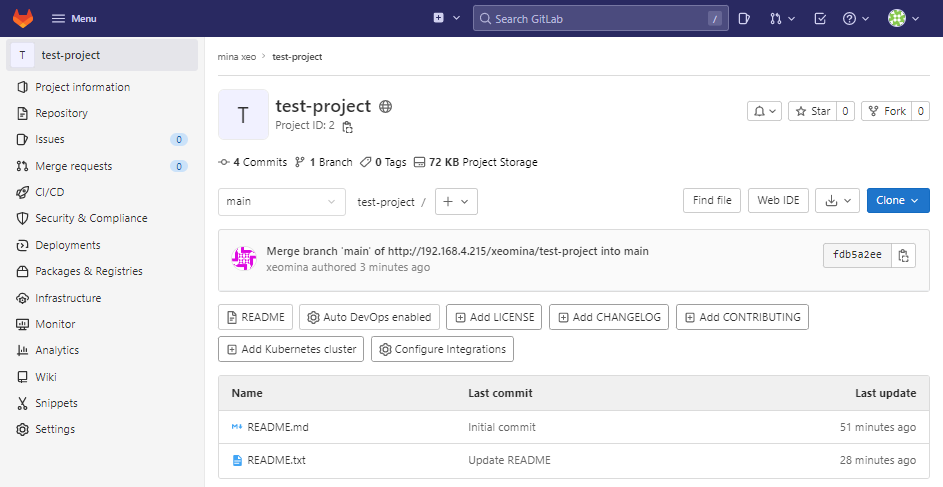 Menu
Search GitLab /
T test-project
Project information
Repository
Issues 0
Merge requests 0
CI/CD
Security & Compliance
Deployments
Packages & Registries
Infrastructure
Monitor
Analytics
Wiki
Snippets
Settings
mina xeo > test-project
T
test-project
Project ID: 2
Star 0
Fork 0
4 Commits 1 Branch 0 Tags 72 KB Project Storage
main
test-project /
Find file
Web IDE
Clone
Merge branch 'main' of http://192.168.4.215/xeomina/test-project into main
xeomina authored 3 minutes ago
fdb5a2ee
README
Auto DevOps enabled
Add LICENSE
Add CHANGELOG
Add CONTRIBUTING
Add Kubernetes cluster
Configure Integrations
Name Last commit Last update
README.md Initial commit 51 minutes ago
README.txt Update README 28 minutes ago